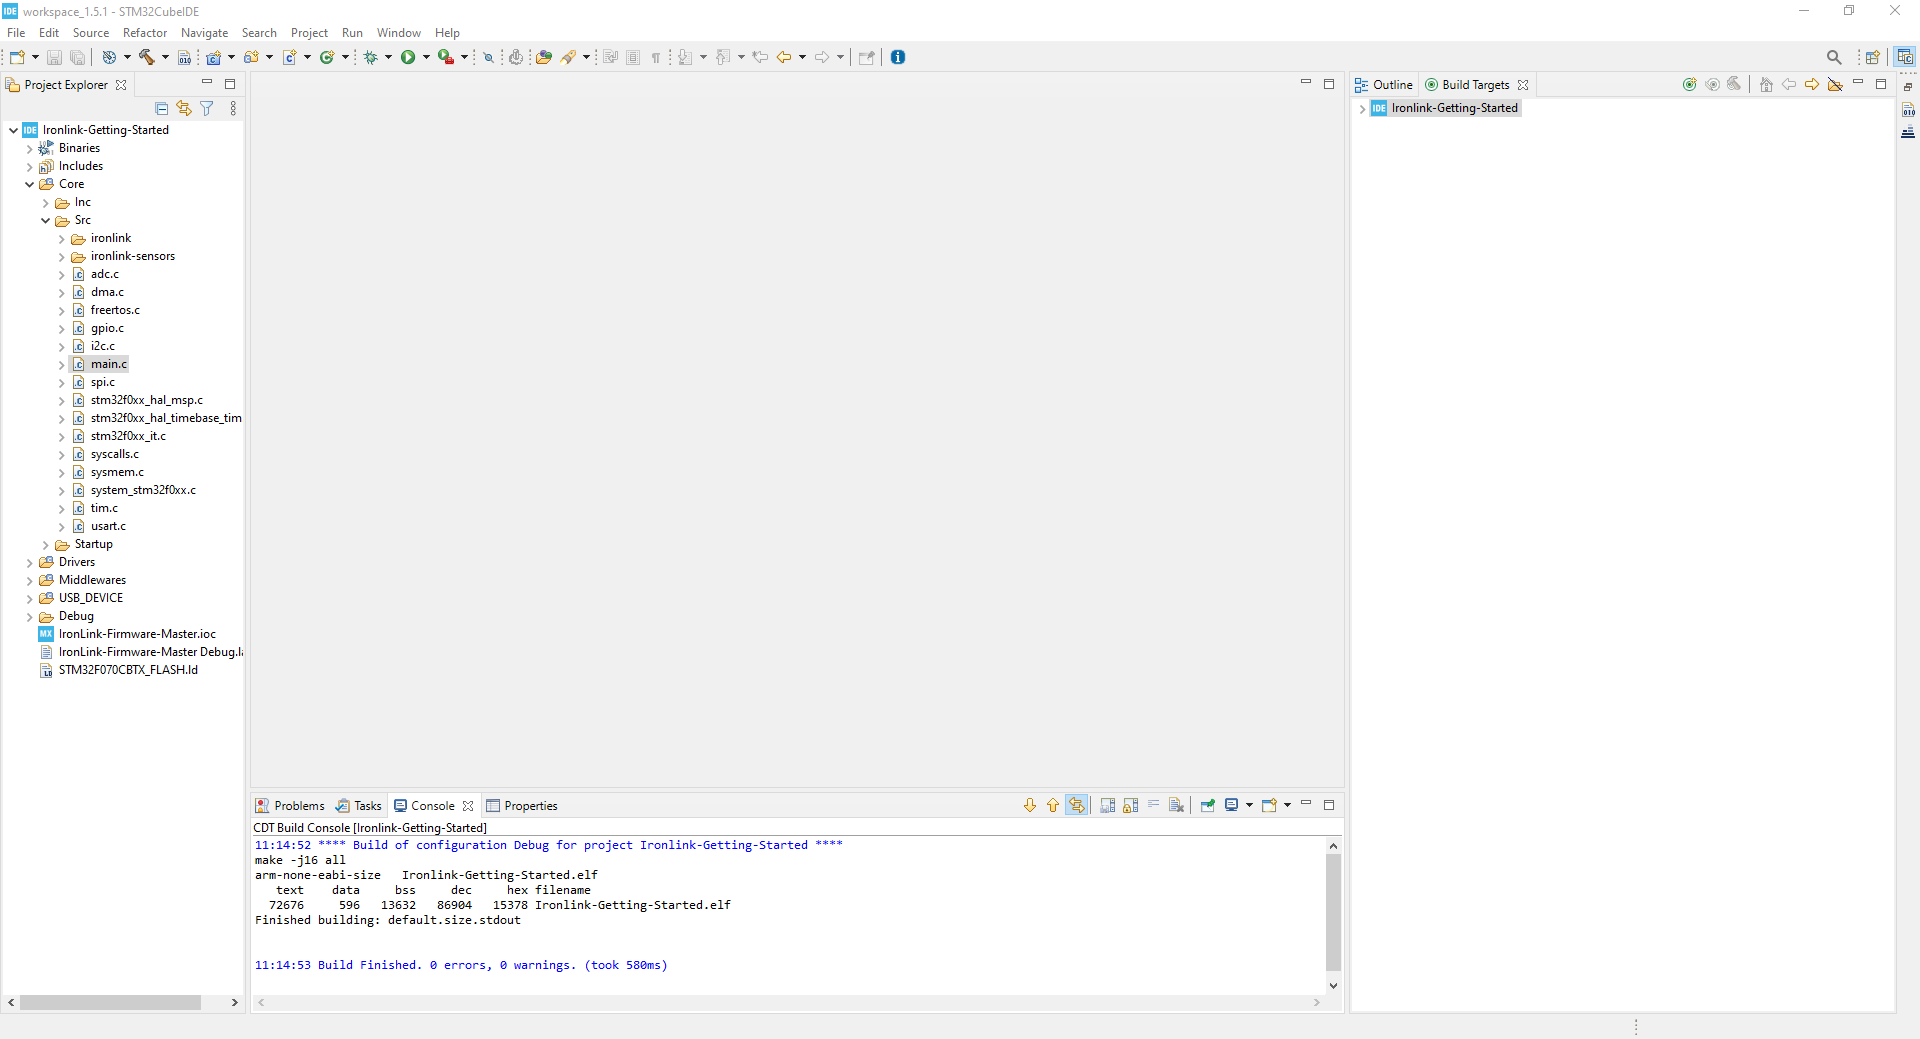 IDE workspace_1.5.1 - STM32CubeIDE
File Edit Source Refactor Navigate Search Project Run Window Help
Project Explorer
IDE Ironlink-Getting-Started
Binaries
Includes
Core
Inc
Src
ironlink
ironlink-sensors
.c adc.c
.c dma.c
.c freertos.c
.c gpio.c
.c i2c.c
.c main.c
.c spi.c
.c stm32f0xx_hal_msp.c
.c stm32f0xx_hal_timebase_tim
.c stm32f0xx_it.c
.c syscalls.c
.c sysmem.c
.c system_stm32f0xx.c
.c tim.c
.c usart.c
Startup
Drivers
Middlewares
USB_DEVICE
Debug
MX IronLink-Firmware-Master.ioc
IronLink-Firmware-Master Debug.la
LD STM32F070CBTX_FLASH.ld
Problems Tasks Console Properties
CDT Build Console [Ironlink-Getting-Started]
11:14:52 **** Build of configuration Debug for project Ironlink-Getting-Started ****
make -j16 all
arm-none-eabi-size   Ironlink-Getting-Started.elf
text data bss dec hex filename
72676 596 13632 86904 15378 Ironlink-Getting-Started.elf
Finished building: default.size.stdout
11:14:53 Build Finished. 0 errors, 0 warnings. (took 580ms)
Outline Build Targets
IDE Ironlink-Getting-Started